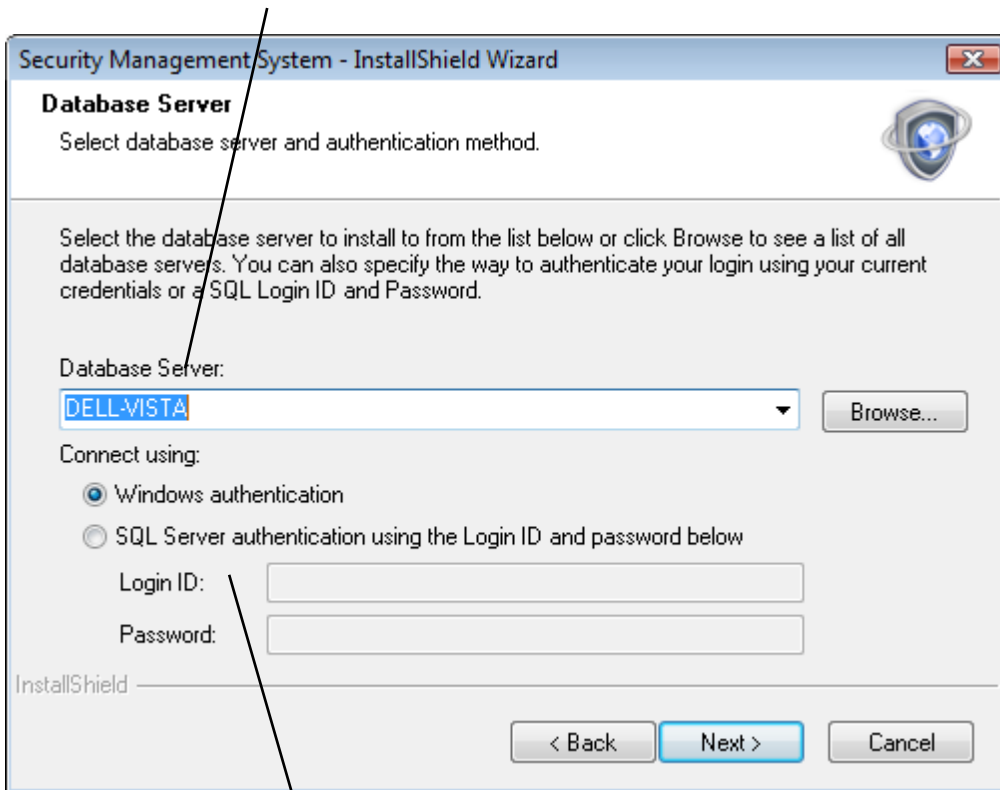 Security Management System - InstallShield Wizard
Database Server
Select database server and authentication method.
Select the database server to install to from the list below or click Browse to see a list of all
database servers. You can also specify the way to authenticate your login using your current
credentials or a SQL Login ID and Password.
Database Server:
DELL-VISTA
Browse...
Connect using:
Windows authentication
SQL Server authentication using the Login ID and password below
Login ID:
Password:
InstallShield
< Back
Next >
Cancel